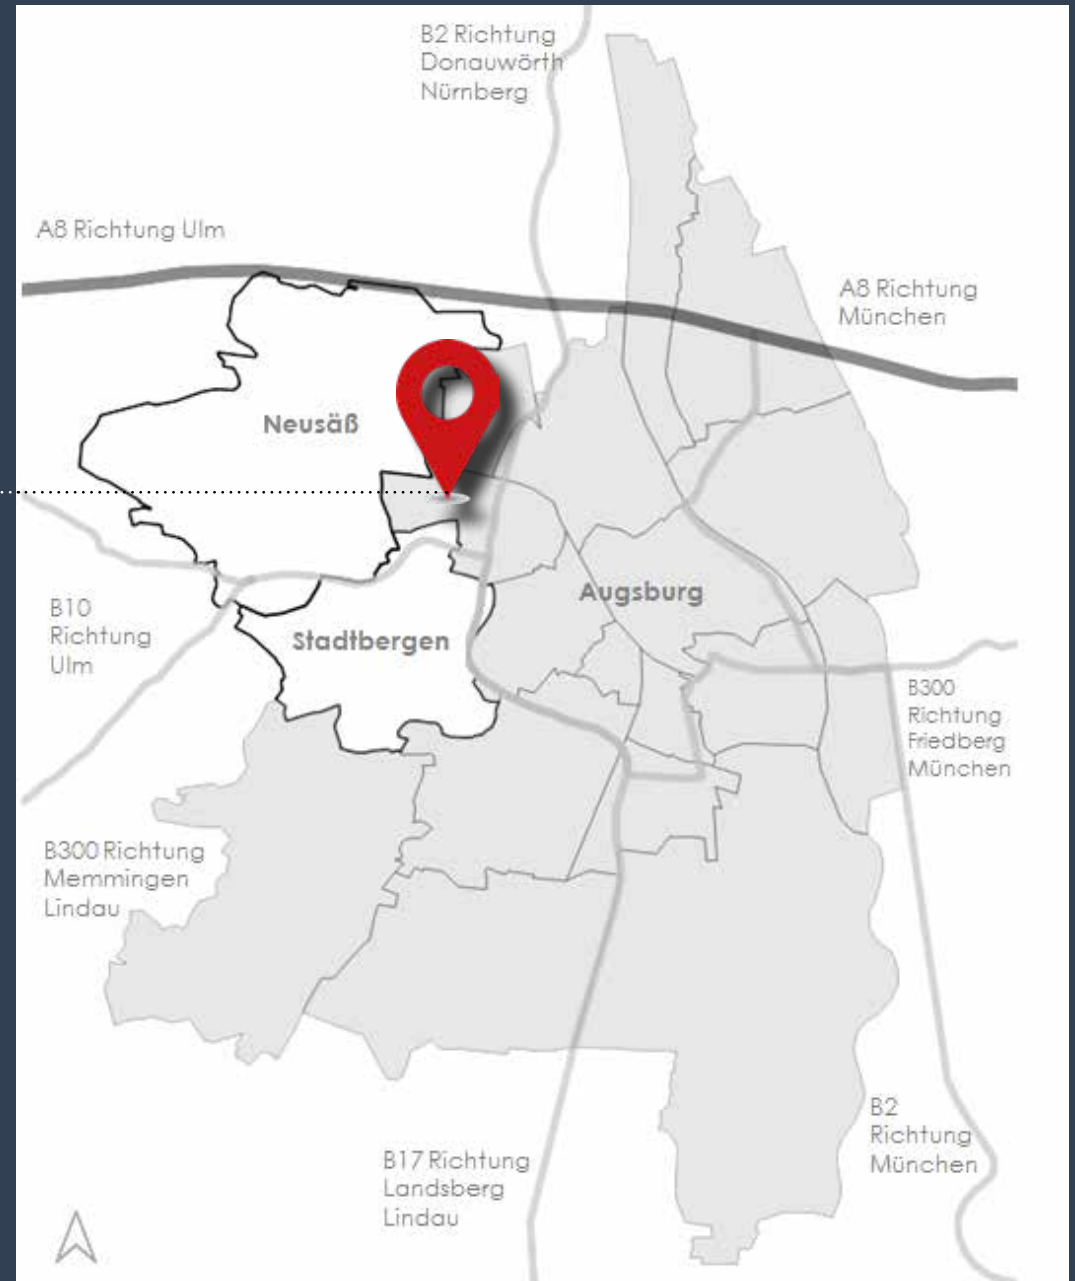 B2 Richtung
Donauwörth
Nürnberg
A8 Richtung Ulm
A8 Richtung
München
Neusäß
Augsburg
B10
Richtung
Ulm
Stadtbergen
B300
Richtung
Friedberg
München
B300 Richtung
Memmingen
Lindau
B2
Richtung
München
B17 Richtung
Landsberg
Lindau